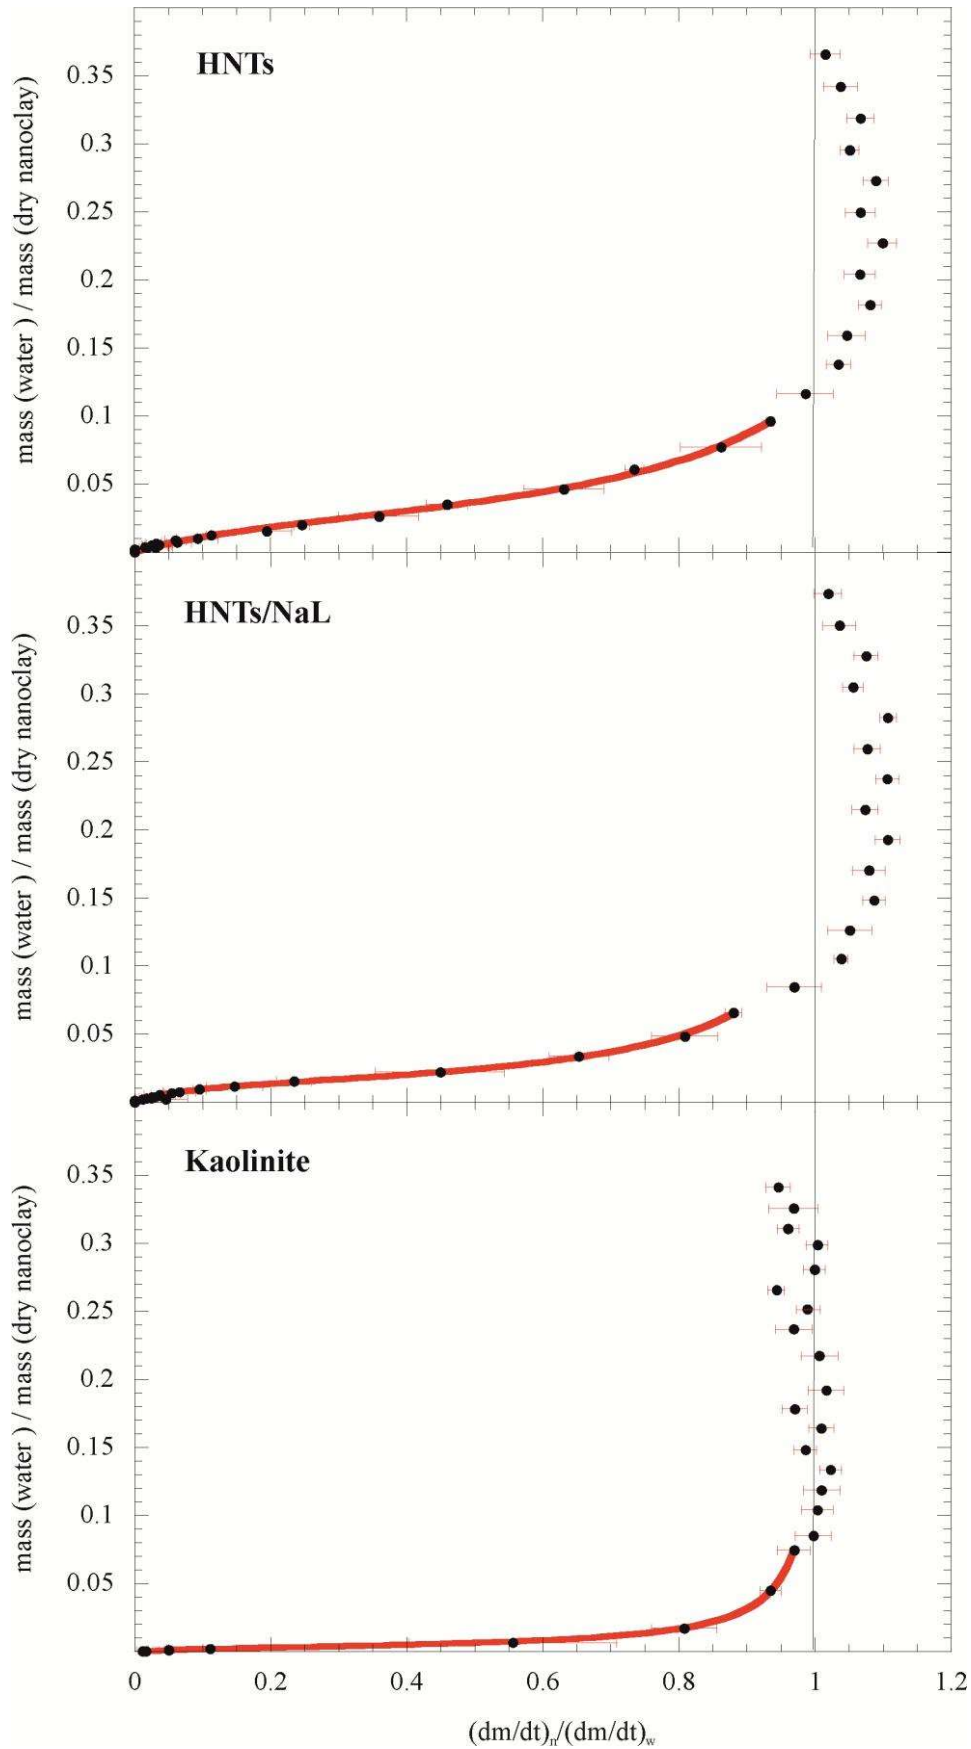 HNTs
mass (water ) / mass (dry nanoclay)
0.35
0.3
0.25
0.2
0.15
0.1
0.05
HNTs/NaL
mass (water ) / mass (dry nanoclay)
0.35
0.3
0.25
0.2
0.15
0.1
0.05
Kaolinite
mass (water ) / mass (dry nanoclay)
0.35
0.3
0.25
0.2
0.15
0.1
0.05
0 0.2 0.4 0.6 0.8 1 1.2
(dm/dt)n/(dm/dt)w